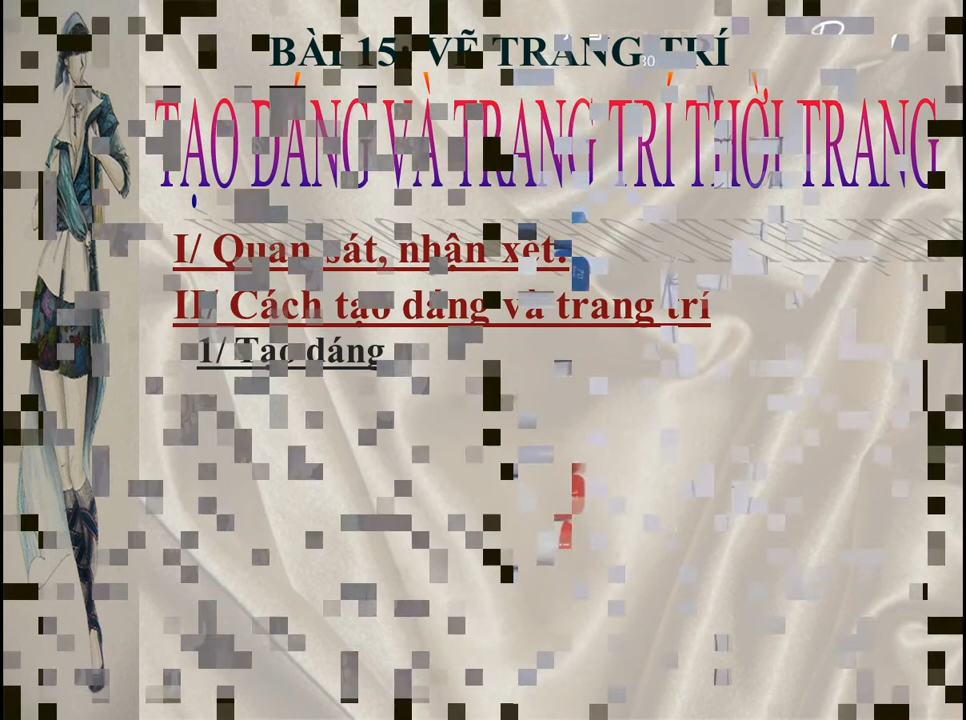 BÀI 15: VẼ TRANG TRÍ
TẠO DÁNG VÀ TRANG TRÍ THỜI TRANG
I/ Quan sát, nhận xét.
II/ Cách tạo dáng và trang trí
1/ Tạo dáng